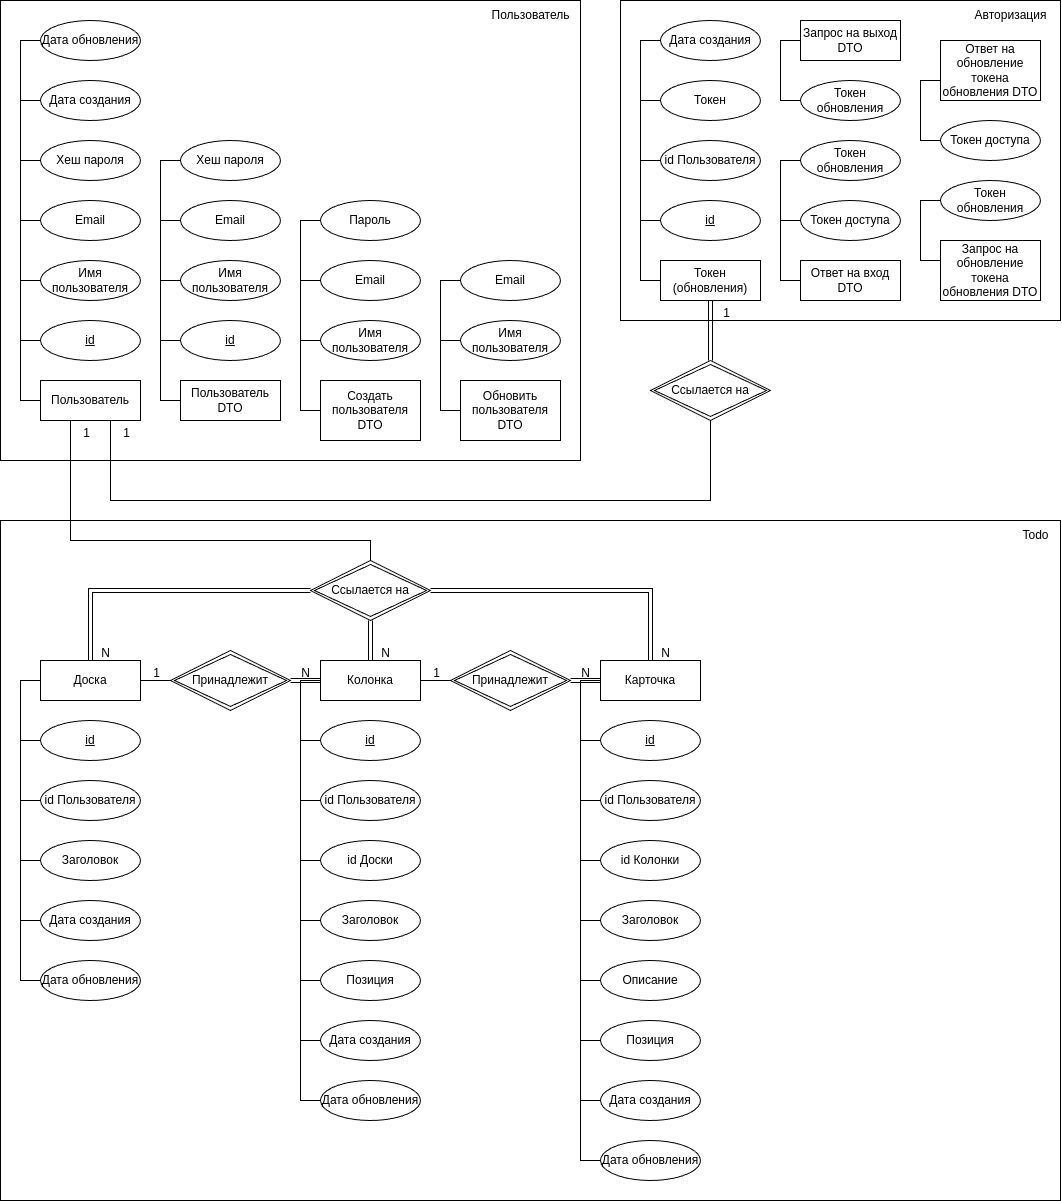 Пользователь
Дата обновления
Дата создания
Хеш пароля
Email
Имя
пользователя
id
Пользователь
1
1
Хеш пароля
Email
Имя
пользователя
id
Пользователь
DTO
Пароль
Email
Имя
пользователя
Создать
пользователя
DTO
Email
Имя
пользователя
Обновить
пользователя
DTO
Авторизация
Дата создания
Токен
id Пользователя
id
Токен
(обновления)
1
Запрос на выход
DTO
Токен
обновления
Токен
обновления
Токен доступа
Ответ на вход
DTO
Ответ на
обновление
токена
обновления DTO
Токен доступа
Токен
обновления
Запрос на
обновление
токена
обновления DTO
Ссылается на
Todo
Ссылается на
N
N
N
Доска
1
Принадлежит
N
Колонка
1
Принадлежит
N
Карточка
id
id Пользователя
Заголовок
Дата создания
Дата обновления
id
id Пользователя
id Доски
Заголовок
Позиция
Дата создания
Дата обновления
id
id Пользователя
id Колонки
Заголовок
Описание
Позиция
Дата создания
Дата обновления